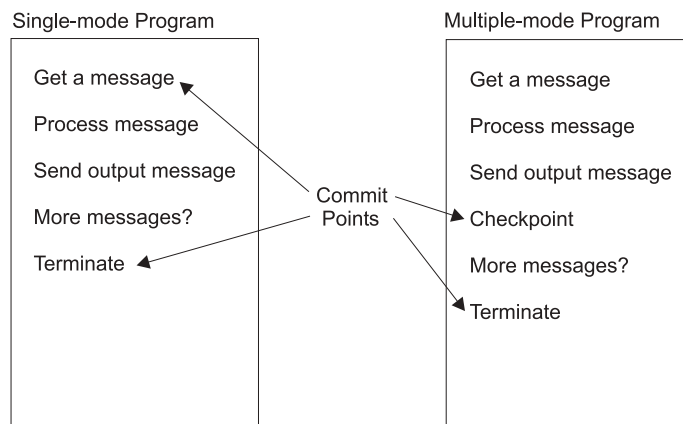 Single-mode Program
Get a message
Process message
Send output message
More messages?
Terminate
Commit
Points
Multiple-mode Program
Get a message
Process message
Send output message
Checkpoint
More messages?
Terminate